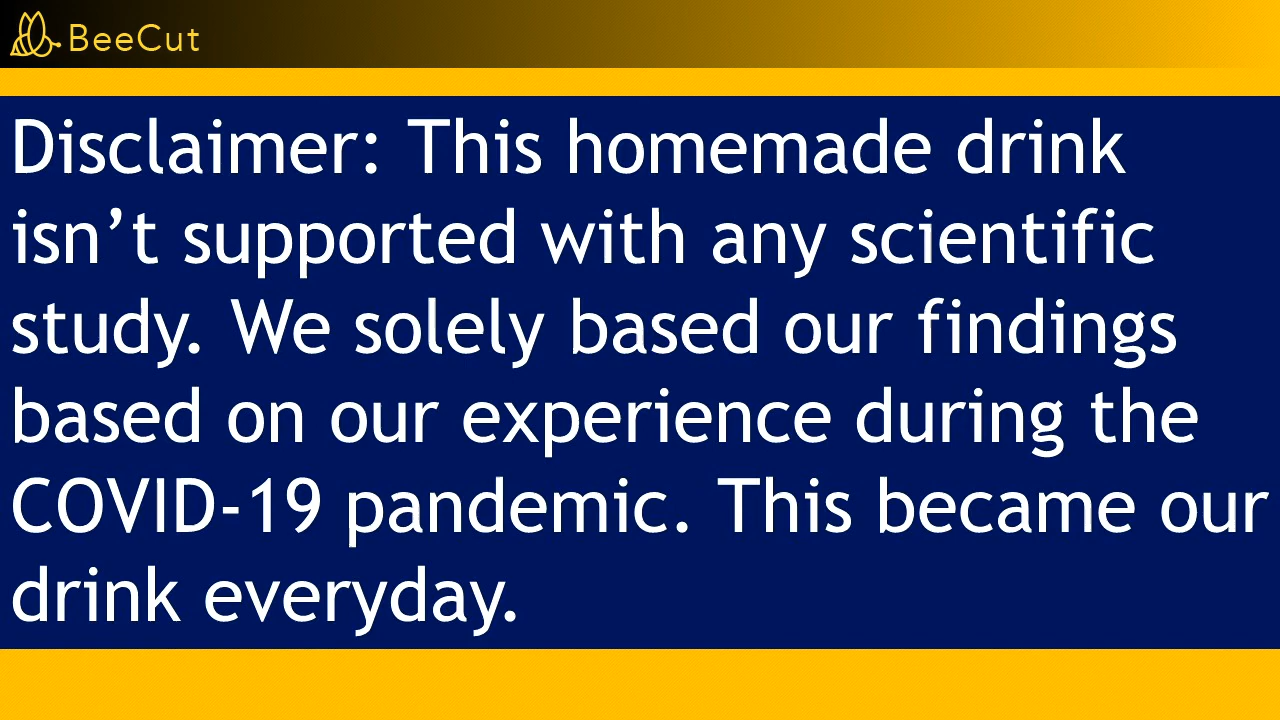 BeeCut
Disclaimer: This homemade drink
isn’t supported with any scientific
study. We solely based our findings
based on our experience during the
COVID-19 pandemic. This became our
drink everyday.